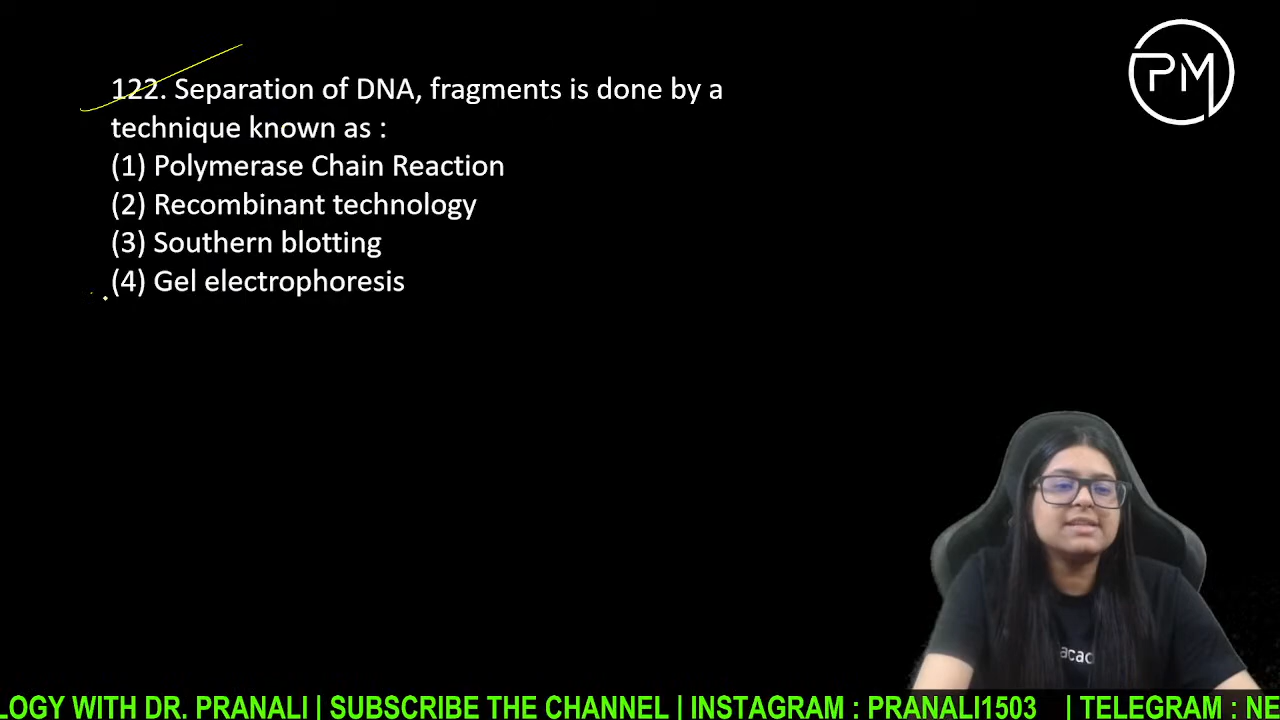 PM
122. Separation of DNA, fragments is done by a
technique known as :
(1) Polymerase Chain Reaction
(2) Recombinant technology
(3) Southern blotting
(4) Gel electrophoresis
acad
LOGY WITH DR. PRANALI | SUBSCRIBE THE CHANNEL | INSTAGRAM : PRANALI1503 | TELEGRAM : NE